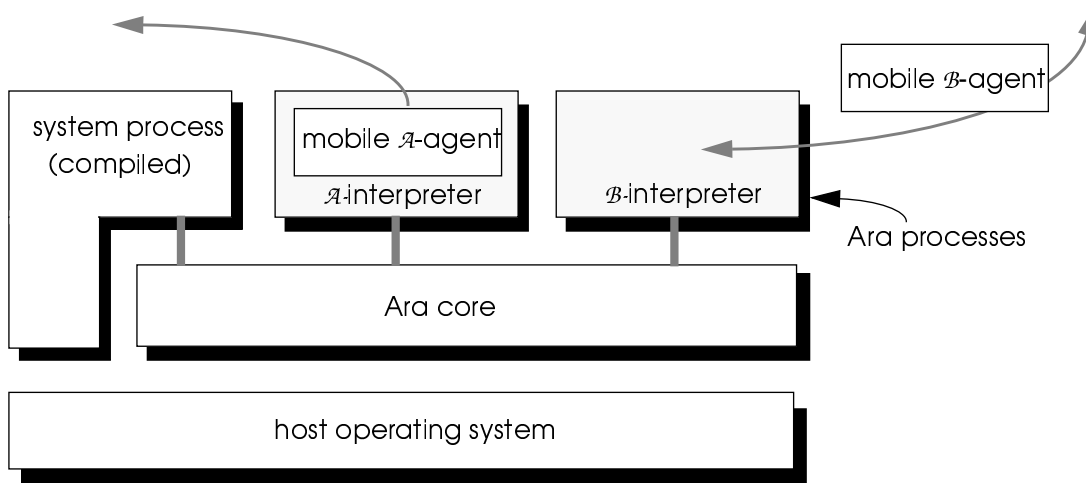 mobile ℬ-agent
system process
(compiled)
mobile 𝒜-agent
𝒜-interpreter
ℬ-interpreter
Ara processes
Ara core
host operating system